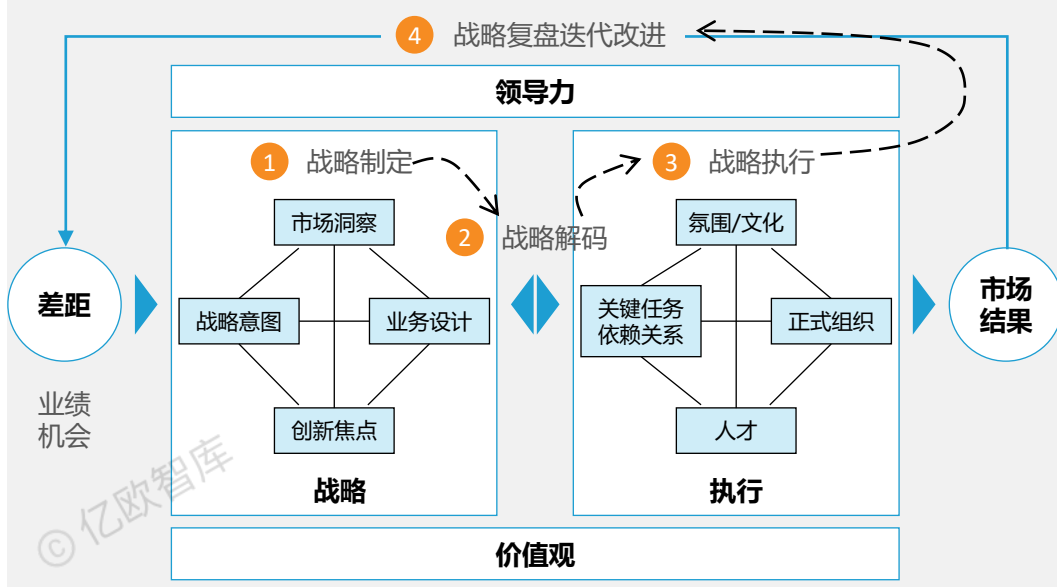 4 战略复盘迭代改进
领导力
1 战略制定
3 战略执行
市场洞察
2 战略解码
氛围/文化
差距
战略意图
业务设计
关键任务
依赖关系
正式组织
市场
结果
业绩
机会
创新焦点
人才
战略
执行
价值观
© 亿欧智库